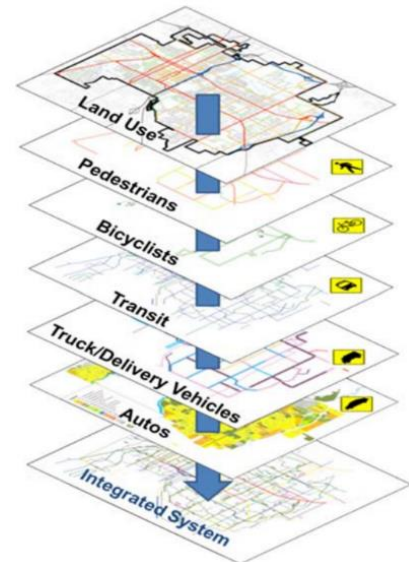 Land Use
Pedestrians
Bicyclists
Transit
Truck/Delivery Vehicles
Autos
Integrated System